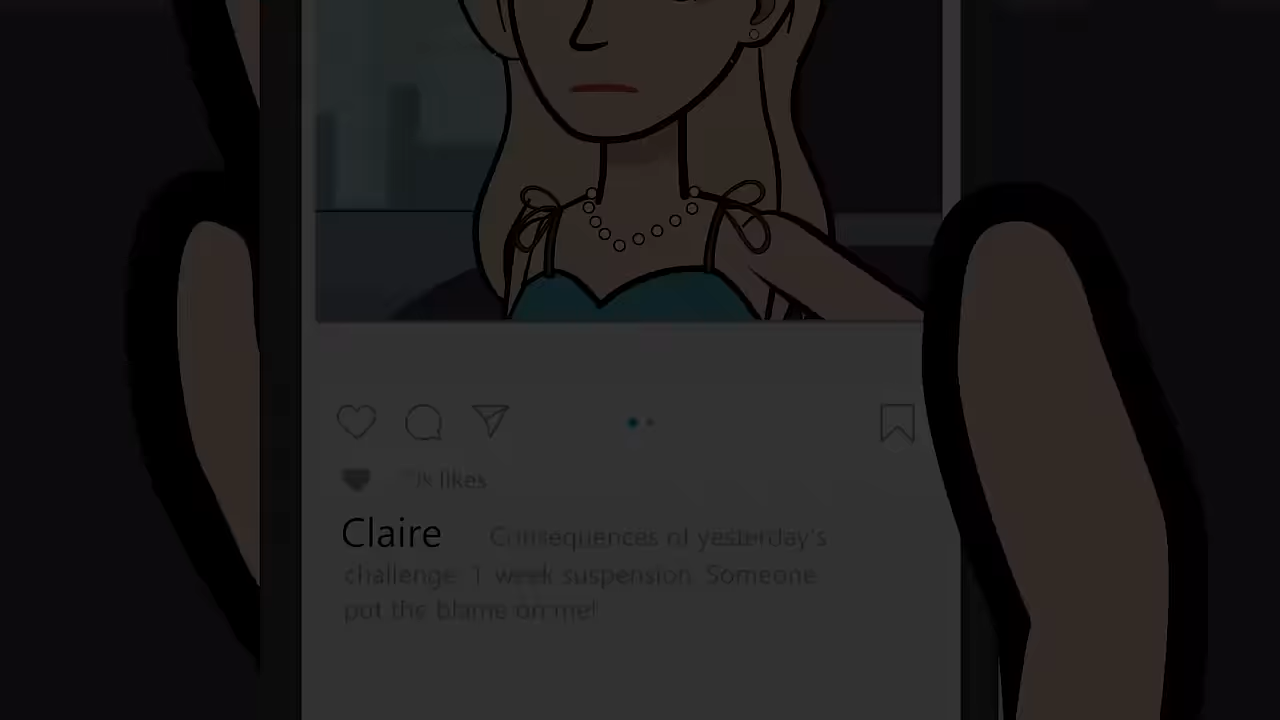 likes
Claire Consequences of yesterday's
challenge: 1 week suspension. Someone
put the blame on me!